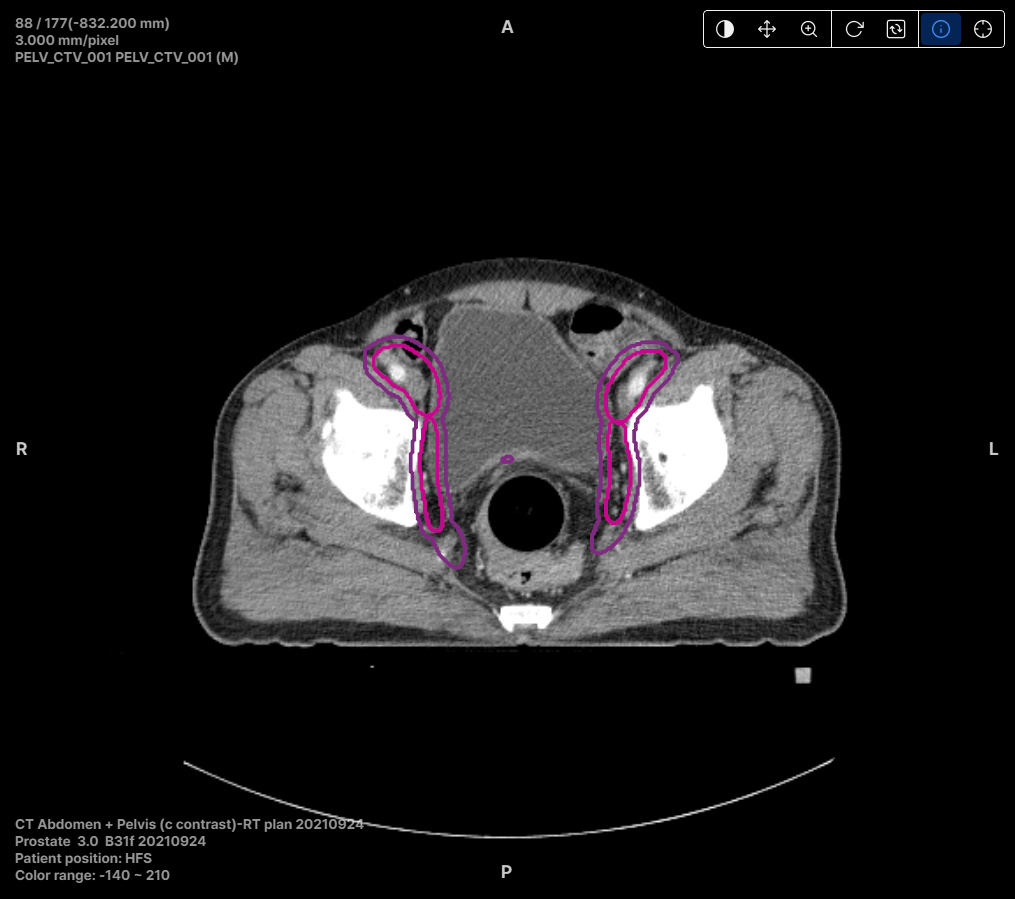 88 / 177(-832.200 mm)
3.000 mm/pixel
PELV_CTV_001 PELV_CTV_001 (M)
A
R
L
CT Abdomen + Pelvis (c contrast)-RT plan 20210924
Prostate  3.0  B31f 20210924
Patient position: HFS
Color range: -140 ~ 210
P